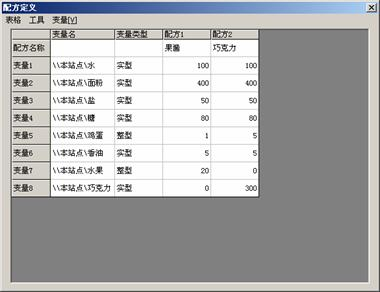 配方定义
表格 工具 变量[V]
变量名 变量类型 配方1 配方2
配方名称 果酱 巧克力
变量1 \\本站点\水 实型 100 100
变量2 \\本站点\面粉 实型 400 400
变量3 \\本站点\盐 实型 50 50
变量4 \\本站点\糖 实型 80 80
变量5 \\本站点\鸡蛋 整型 1 5
变量6 \\本站点\香油 实型 5 5
变量7 \\本站点\水果 整型 20 0
变量8 \\本站点\巧克力 实型 0 300